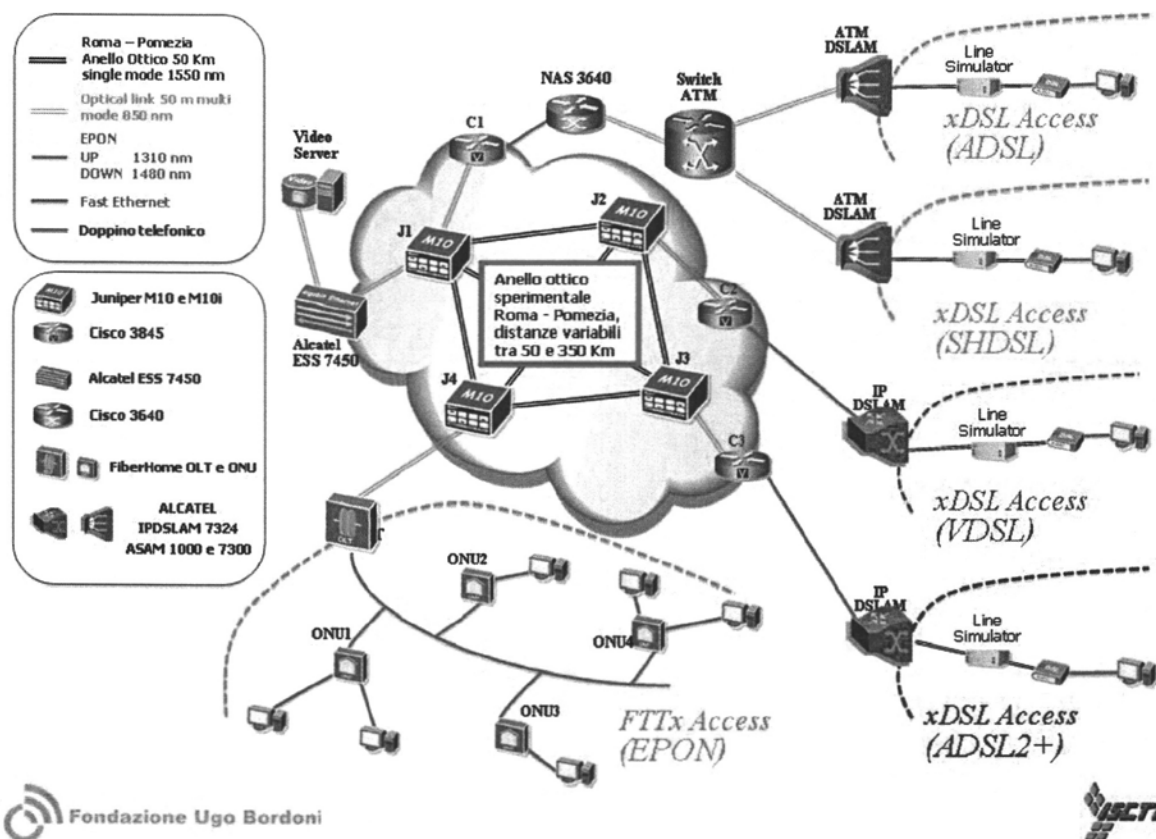 Roma – Pomezia
Anello Ottico 50 Km
single mode 1550 nm
Optical link 50 m multi
mode 850 nm
EPON
UP 1310 nm
DOWN 1480 nm
Fast Ethernet
Doppino telefonico
Juniper M10 e M10i
Cisco 3845
Alcatel ESS 7450
Cisco 3640
FiberHome OLT e ONU
ALCATEL
IPDSLAM 7324
ASAM 1000 e 7300
Video
Server
Video
Alcatel
ESS 7450
C1
NAS 3640
Switch
ATM
J1
M10
J2
M10
J3
M10
J4
M10
Anello ottico
sperimentale
Roma - Pomezia,
distanze variabili
tra 50 e 350 Km
C2
C3
V
V
V
ATM
DSLAM
Line
Simulator
xDSL Access
(ADSL)
ATM
DSLAM
Line
Simulator
xDSL Access
(SHDSL)
IP
DSLAM
Line
Simulator
xDSL Access
(VDSL)
IP
DSLAM
Line
Simulator
xDSL Access
(ADSL2+)
OLT
ONU1
ONU2
ONU3
ONU4
FTTx Access
(EPON)
Fondazione Ugo Bordoni